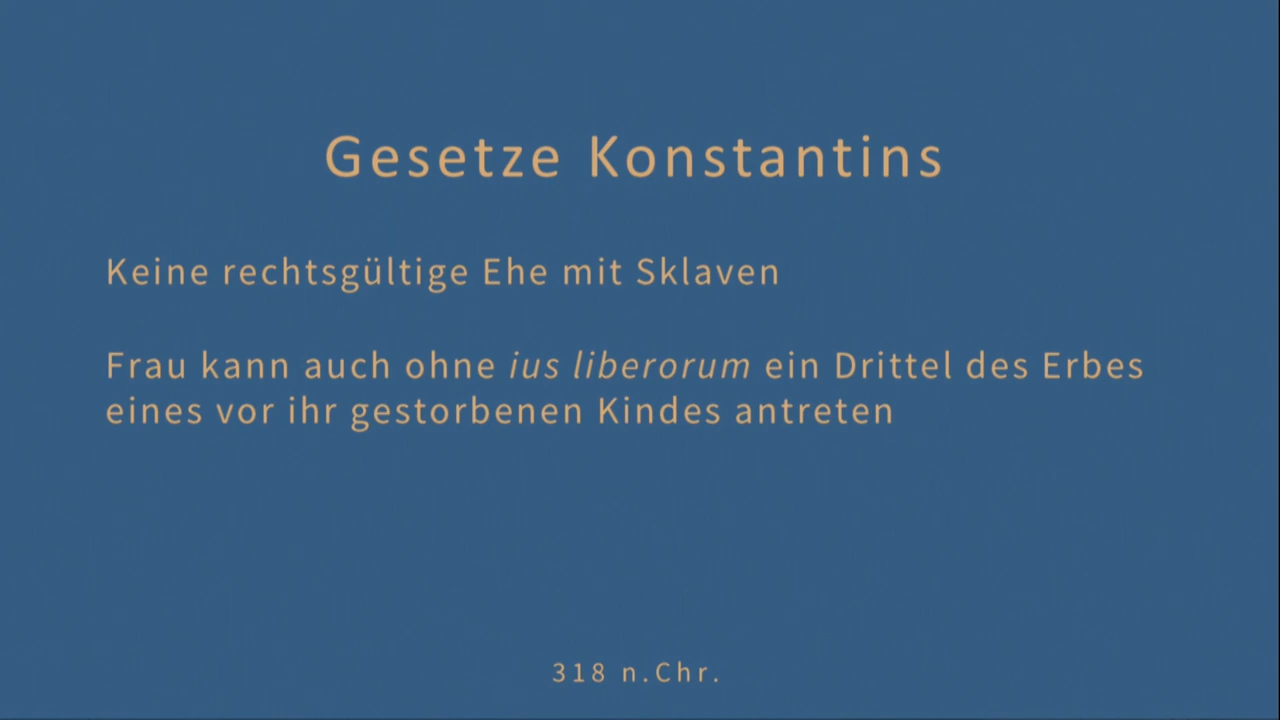 Gesetze Konstantins
Keine rechtsgültige Ehe mit Sklaven
Frau kann auch ohne ius liberorum ein Drittel des Erbes
eines vor ihr gestorbenen Kindes antreten
318 n.Chr.